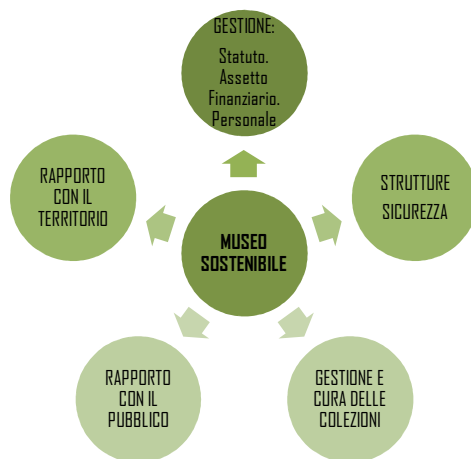 GESTIONE:
Statuto.
Assetto
Finanziario.
Personale
RAPPORTO
CON IL
TERRITORIO
STRUTTURE
SICUREZZA
MUSEO
SOSTENIBILE
RAPPORTO
CON IL
PUBBLICO
GESTIONE E
CURA DELLE
COLEZIONI